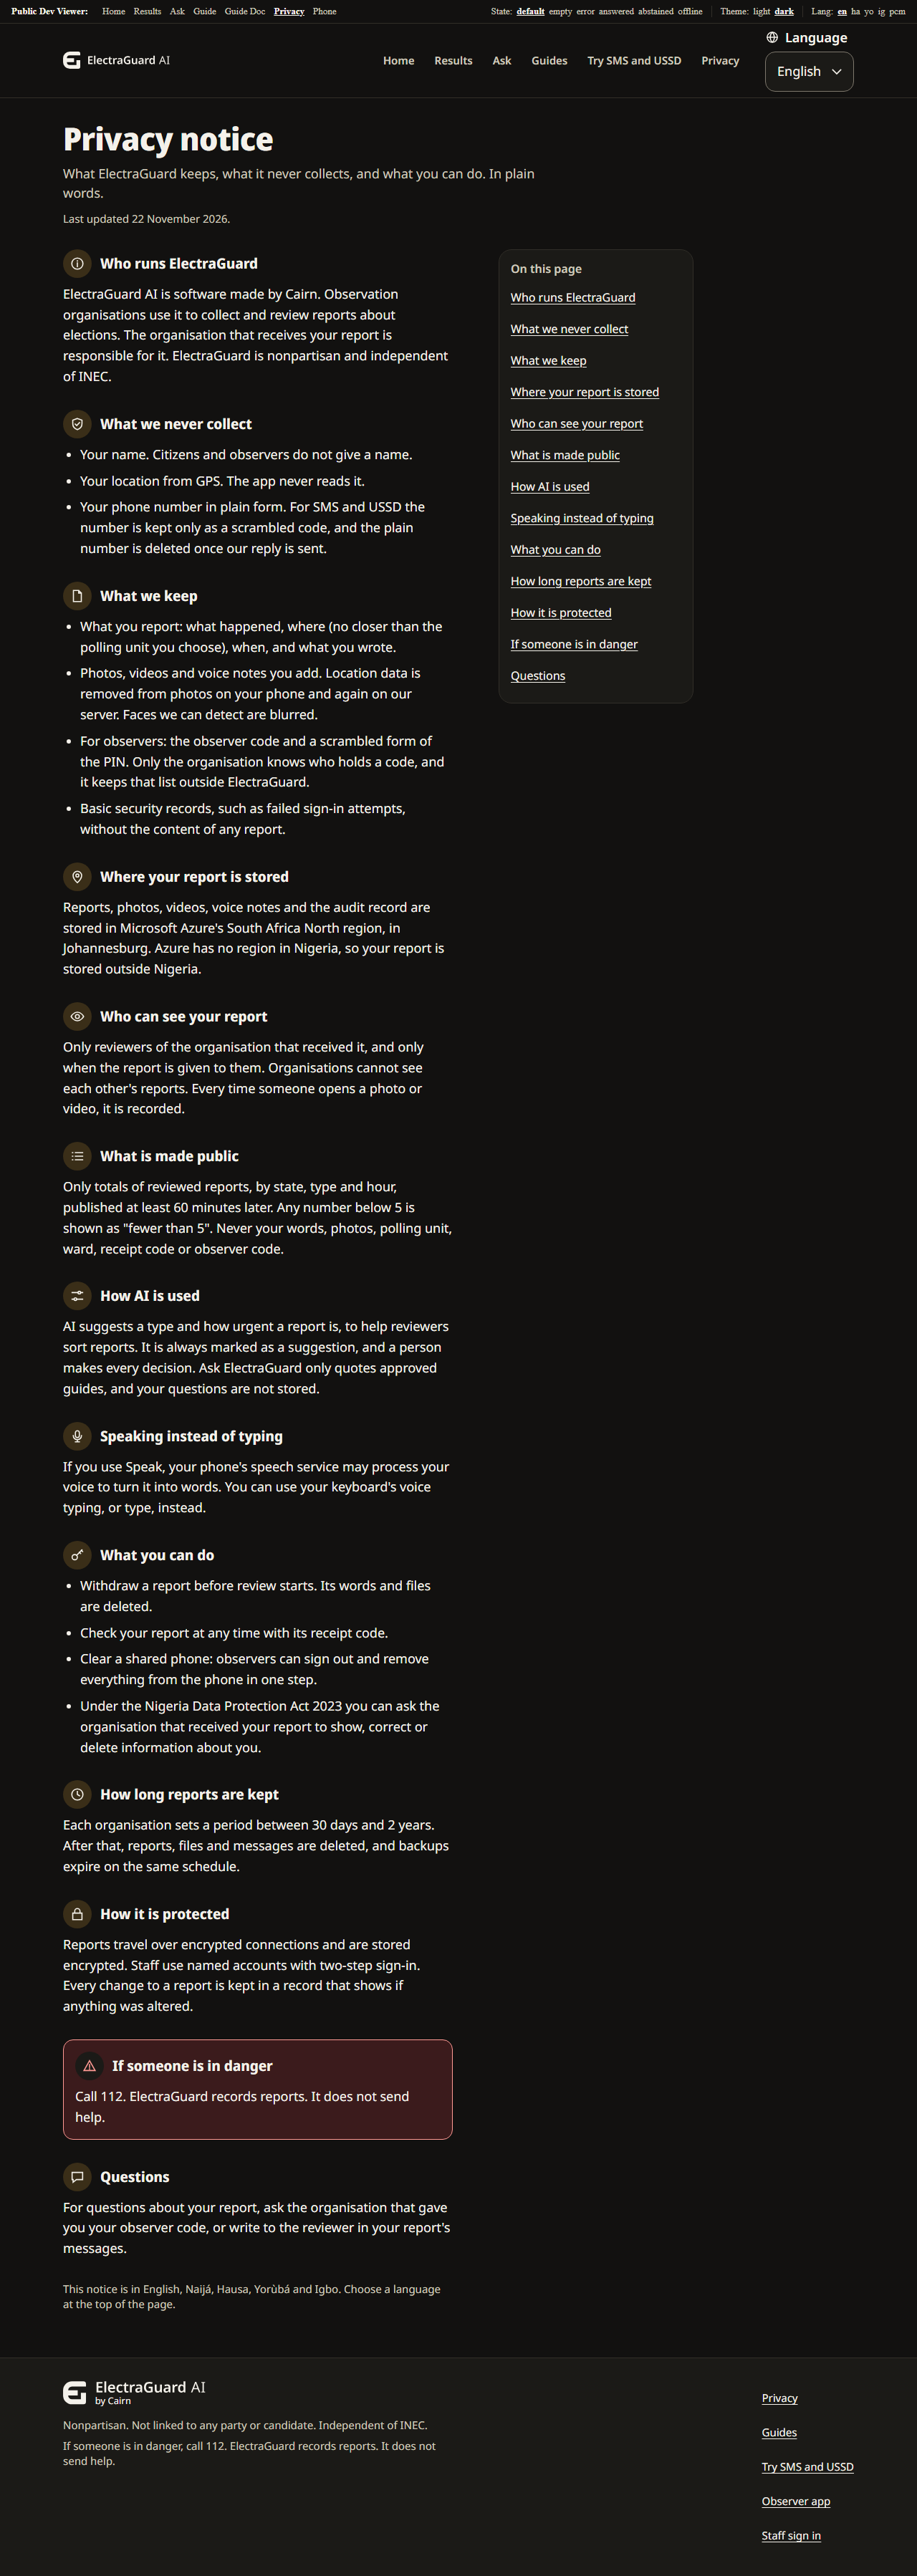 Public Dev Viewer: Home Results Ask Guide Guide Doc Privacy Phone
State: default empty error answered abstained offline Theme: light dark Lang: en ha yo ig pcm
ElectraGuard AI
Home Results Ask Guides Try SMS and USSD Privacy
Language
English
Privacy notice
What ElectraGuard keeps, what it never collects, and what you can do. In plain
words.
Last updated 22 November 2026.
Who runs ElectraGuard
ElectraGuard AI is software made by Cairn. Observation
organisations use it to collect and review reports about
elections. The organisation that receives your report is
responsible for it. ElectraGuard is nonpartisan and independent
of INEC.
What we never collect
• Your name. Citizens and observers do not give a name.
• Your location from GPS. The app never reads it.
• Your phone number in plain form. For SMS and USSD the
number is kept only as a scrambled code, and the plain
number is deleted once our reply is sent.
What we keep
• What you report: what happened, where (no closer than the
polling unit you choose), when, and what you wrote.
• Photos, videos and voice notes you add. Location data is
removed from photos on your phone and again on our
server. Faces we can detect are blurred.
• For observers: the observer code and a scrambled form of
the PIN. Only the organisation knows who holds a code, and
it keeps that list outside ElectraGuard.
• Basic security records, such as failed sign-in attempts,
without the content of any report.
Where your report is stored
Reports, photos, videos, voice notes and the audit record are
stored in Microsoft Azure's South Africa North region, in
Johannesburg. Azure has no region in Nigeria, so your report is
stored outside Nigeria.
Who can see your report
Only reviewers of the organisation that received it, and only
when the report is given to them. Organisations cannot see
each other's reports. Every time someone opens a photo or
video, it is recorded.
What is made public
Only totals of reviewed reports, by state, type and hour,
published at least 60 minutes later. Any number below 5 is
shown as "fewer than 5". Never your words, photos, polling unit,
ward, receipt code or observer code.
How AI is used
AI suggests a type and how urgent a report is, to help reviewers
sort reports. It is always marked as a suggestion, and a person
makes every decision. Ask ElectraGuard only quotes approved
guides, and your questions are not stored.
Speaking instead of typing
If you use Speak, your phone's speech service may process your
voice to turn it into words. You can use your keyboard's voice
typing, or type, instead.
What you can do
• Withdraw a report before review starts. Its words and files
are deleted.
• Check your report at any time with its receipt code.
• Clear a shared phone: observers can sign out and remove
everything from the phone in one step.
• Under the Nigeria Data Protection Act 2023 you can ask the
organisation that received your report to show, correct or
delete information about you.
How long reports are kept
Each organisation sets a period between 30 days and 2 years.
After that, reports, files and messages are deleted, and backups
expire on the same schedule.
How it is protected
Reports travel over encrypted connections and are stored
encrypted. Staff use named accounts with two-step sign-in.
Every change to a report is kept in a record that shows if
anything was altered.
If someone is in danger
Call 112. ElectraGuard records reports. It does not send
help.
Questions
For questions about your report, ask the organisation that gave
you your observer code, or write to the reviewer in your report's
messages.
This notice is in English, Naijá, Hausa, Yorùbá and Igbo. Choose a language
at the top of the page.
On this page
Who runs ElectraGuard
What we never collect
What we keep
Where your report is stored
Who can see your report
What is made public
How AI is used
Speaking instead of typing
What you can do
How long reports are kept
How it is protected
If someone is in danger
Questions
ElectraGuard AI
by Cairn
Nonpartisan. Not linked to any party or candidate. Independent of INEC.
If someone is in danger, call 112. ElectraGuard records reports. It does not
send help.
Privacy
Guides
Try SMS and USSD
Observer app
Staff sign in